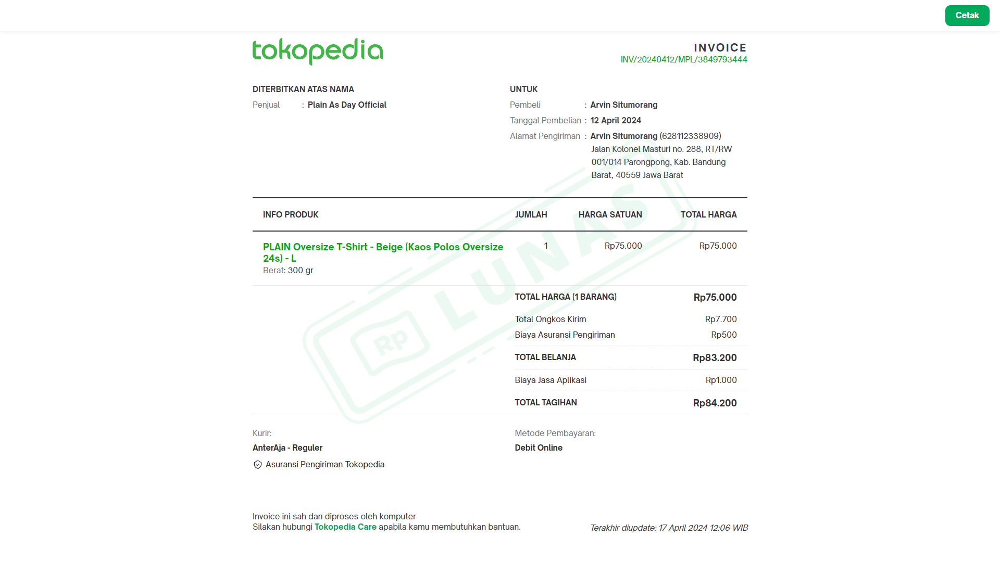 Cetak
tokopedia
INVOICE
INV/20240412/MPL/3849793444
DITERBITKAN ATAS NAMA
Penjual : Plain As Day Official
UNTUK
Pembeli : Arvin Situmorang
Tanggal Pembelian : 12 April 2024
Alamat Pengiriman : Arvin Situmorang (628112338909)
Jalan Kolonel Masturi no. 288, RT/RW
001/014 Parongpong, Kab. Bandung
Barat, 40559 Jawa Barat
INFO PRODUK JUMLAH HARGA SATUAN TOTAL HARGA
PLAIN Oversize T-Shirt - Beige (Kaos Polos Oversize 1 Rp75.000 Rp75.000
24s) - L
Berat: 300 gr
TOTAL HARGA (1 BARANG) Rp75.000
Total Ongkos Kirim Rp7.700
Biaya Asuransi Pengiriman Rp500
TOTAL BELANJA Rp83.200
Biaya Jasa Aplikasi Rp1.000
TOTAL TAGIHAN Rp84.200
Rp LUNAS
Kurir:
AnterAja - Reguler
Asuransi Pengiriman Tokopedia
Metode Pembayaran:
Debit Online
Invoice ini sah dan diproses oleh komputer
Silakan hubungi Tokopedia Care apabila kamu membutuhkan bantuan.
Terakhir diupdate: 17 April 2024 12:06 WIB